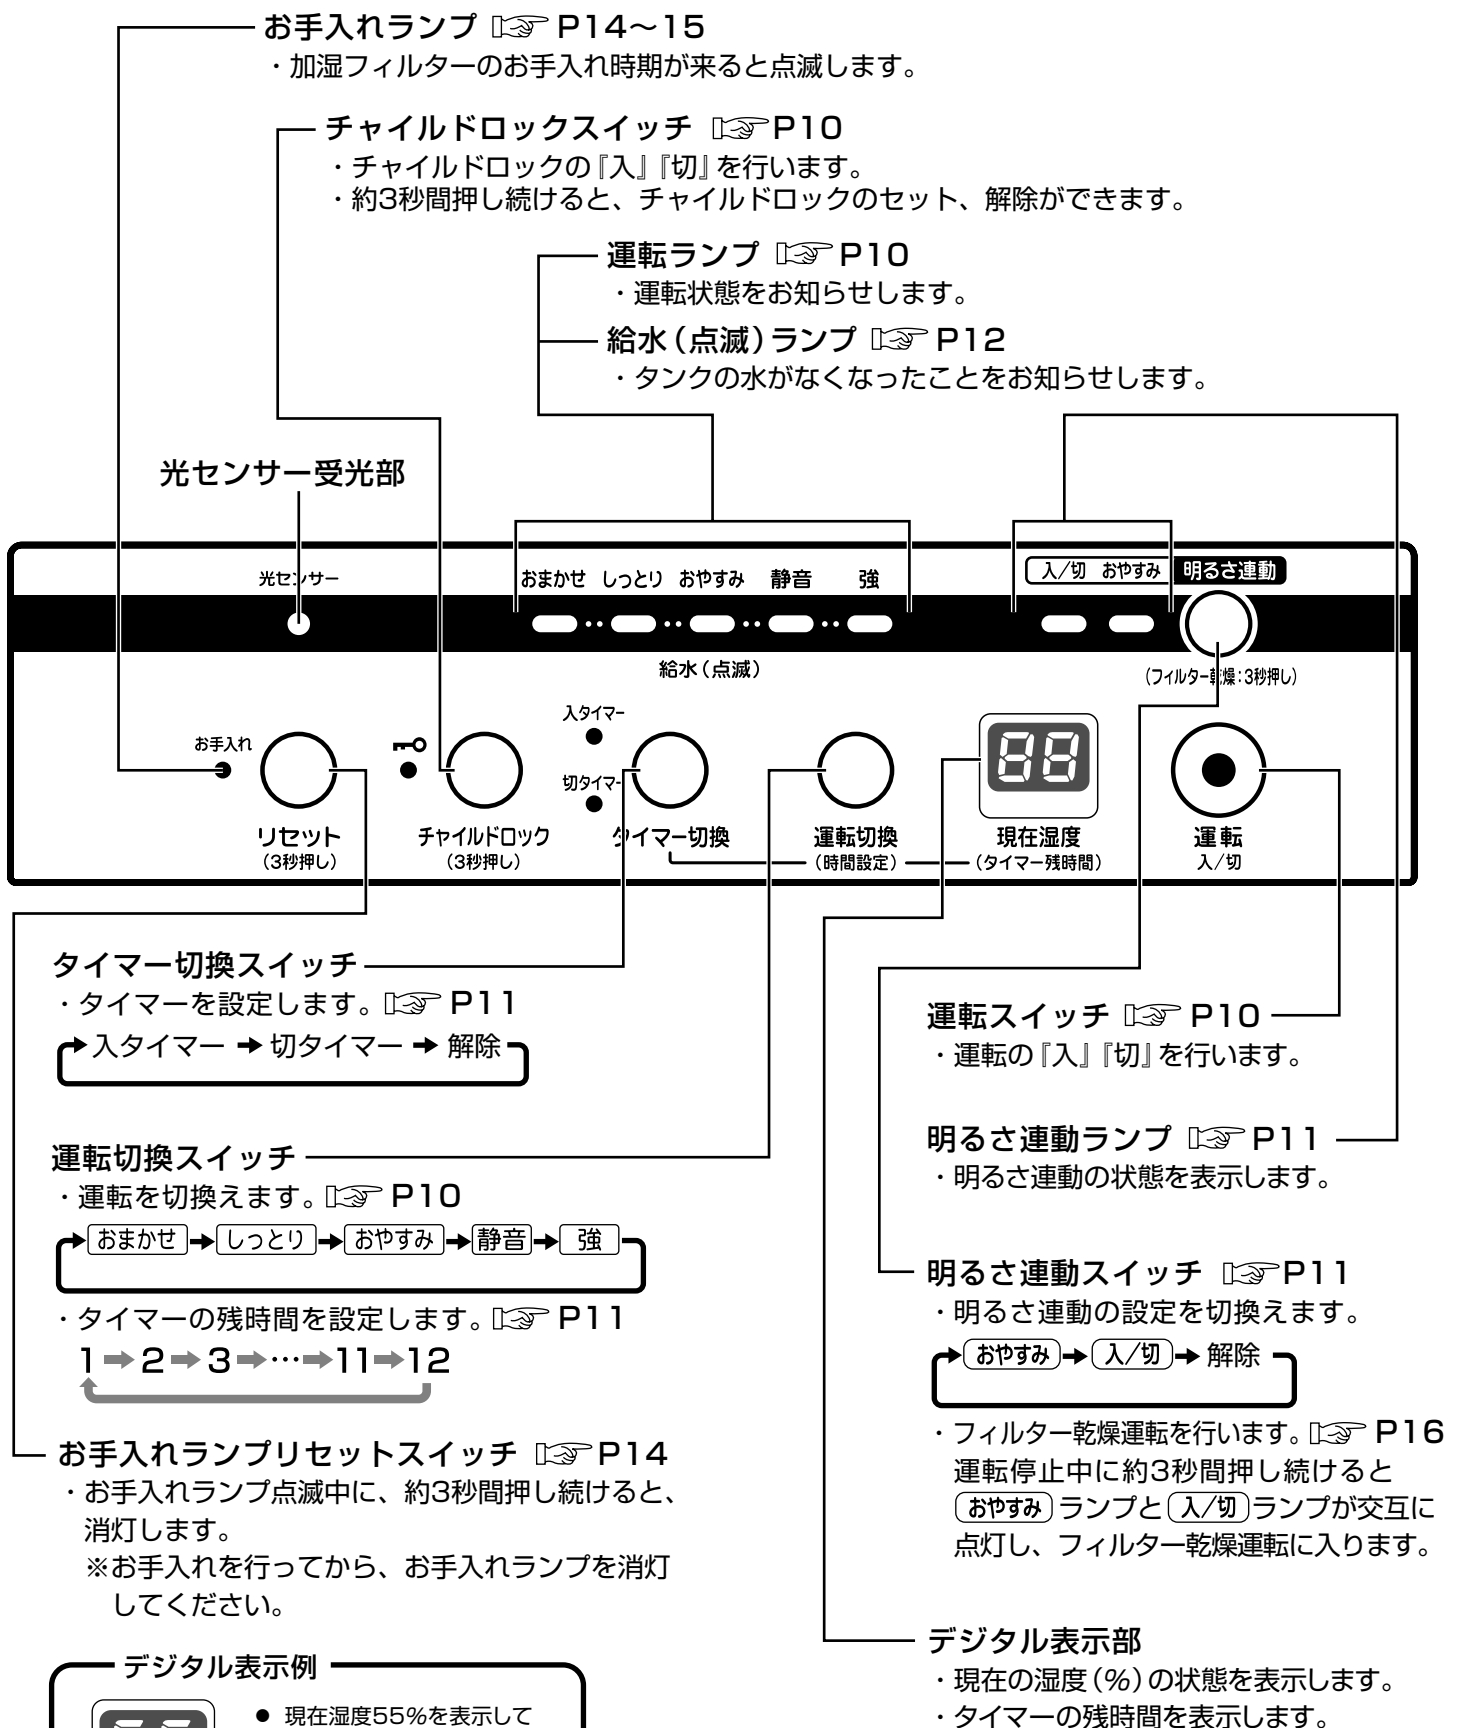 お手入れランプ ☞ P14〜15
・加湿フィルターのお手入れ時期が来ると点滅します。
チャイルドロックスイッチ ☞ P10
・チャイルドロックの『入』『切』を行います。
・約3秒間押し続けると、チャイルドロックのセット、解除ができます。
運転ランプ ☞ P10
・運転状態をお知らせします。
給水(点滅)ランプ ☞ P12
・タンクの水がなくなったことをお知らせします。
光センサー受光部
光センサー
おまかせ しっとり おやすみ 静音 強
入/切 おやすみ 明るさ連動
給水(点滅)
(フィルター乾燥:3秒押し)
お手入れ
入タイマー
切タイマー
88
リセット
(3秒押し)
チャイルドロック
(3秒押し)
タイマー切換
運転切換
(時間設定)
現在湿度
(タイマー残時間)
運転
入/切
タイマー切換スイッチ
・タイマーを設定します。☞ P11
入タイマー ➡ 切タイマー ➡ 解除
運転切換スイッチ
・運転を切換えます。☞ P10
おまかせ ➡ しっとり ➡ おやすみ ➡ 静音 ➡ 強
・タイマーの残時間を設定します。☞ P11
1 ➡ 2 ➡ 3 ➡ … ➡ 11 ➡ 12
お手入れランプリセットスイッチ ☞ P14
・お手入れランプ点滅中に、約3秒間押し続けると、
消灯します。
※お手入れを行ってから、お手入れランプを消灯
してください。
デジタル表示例
● 現在湿度55%を表示して
運転スイッチ ☞ P10
・運転の『入』『切』を行います。
明るさ連動ランプ ☞ P11
・明るさ連動の状態を表示します。
明るさ連動スイッチ ☞ P11
・明るさ連動の設定を切換えます。
おやすみ ➡ 入/切 ➡ 解除
・フィルター乾燥運転を行います。☞ P16
運転停止中に約3秒間押し続けると
おやすみ ランプと 入/切 ランプが交互に
点灯し、フィルター乾燥運転に入ります。
デジタル表示部
・現在の湿度(%)の状態を表示します。
・タイマーの残時間を表示します。